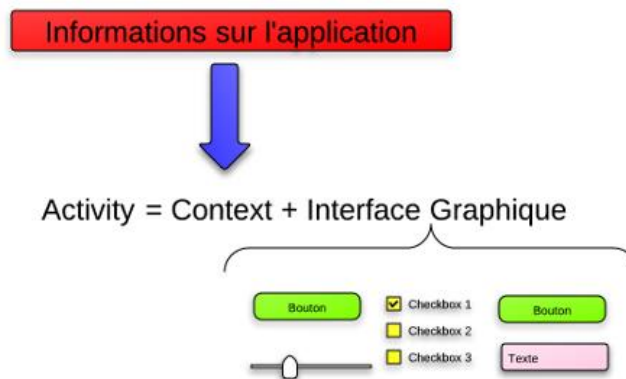 Informations sur l'application
Activity = Context + Interface Graphique
Bouton
Checkbox 1
Bouton
Checkbox 2
Checkbox 3
Texte